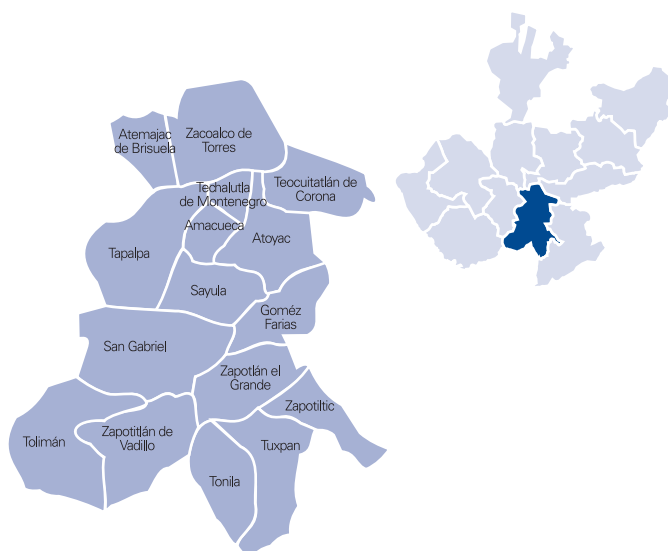 Atemajac
de Brisuela
Zacoalco de
Torres
Techalutla
de Montenegro
Teocuitatlán de
Corona
Amacueca
Atoyac
Tapalpa
Sayula
Goméz
Farias
San Gabriel
Zapotlán el
Grande
Zapotiltic
Tolimán
Zapotitlán de
Vadillo
Tuxpan
Tonila